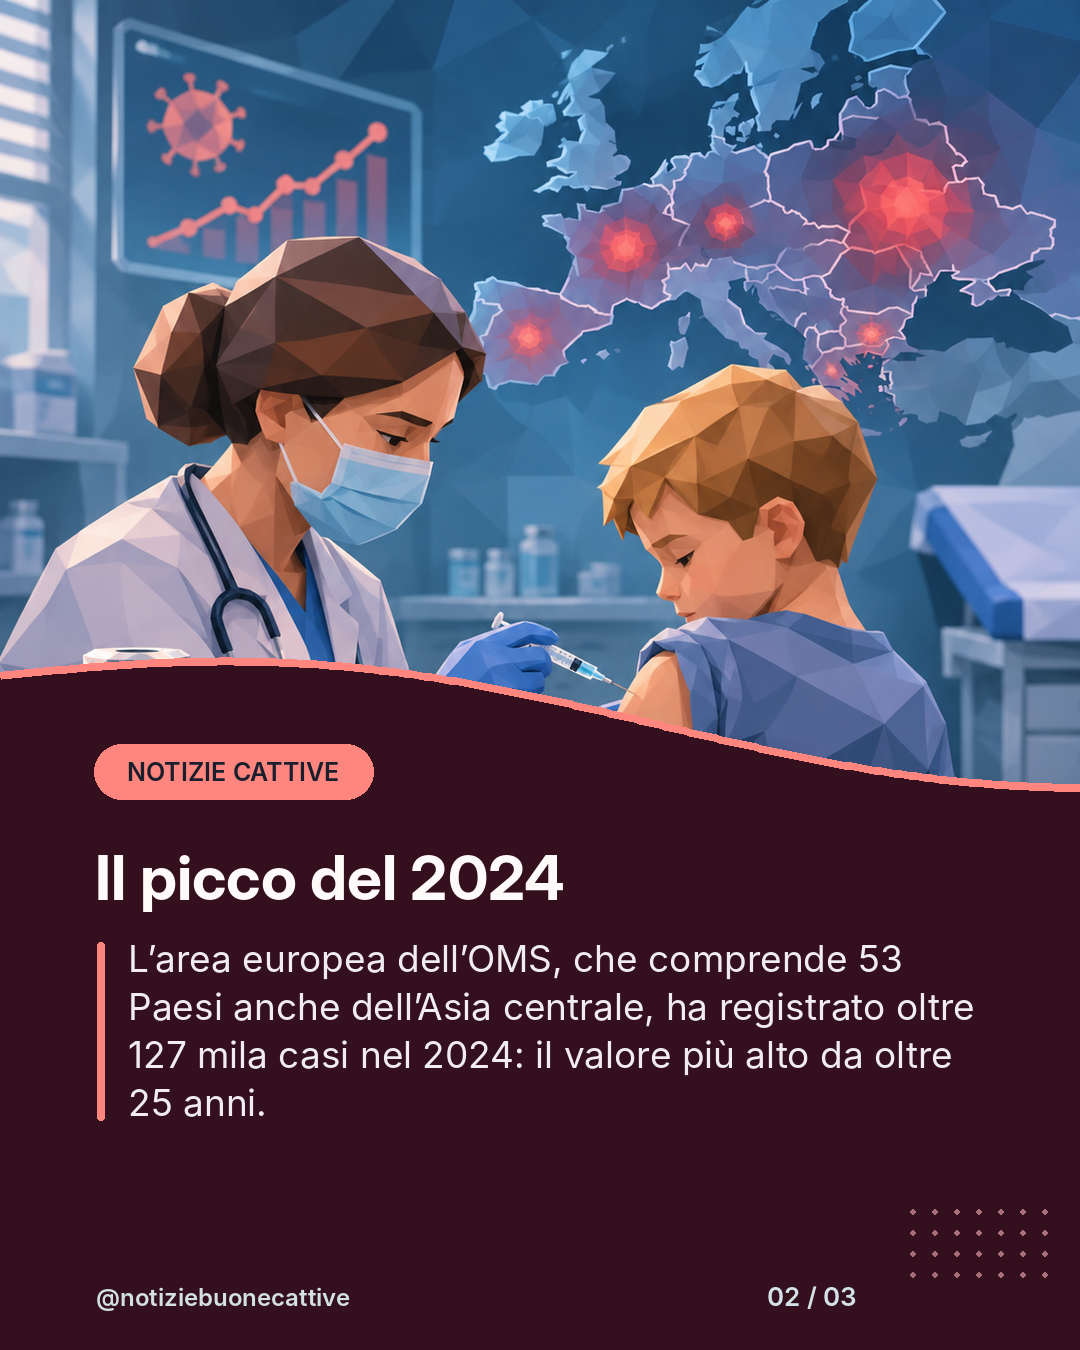 NOTIZIE CATTIVE
Il picco del 2024
L’area europea dell’OMS, che comprende 53
Paesi anche dell’Asia centrale, ha registrato oltre
127 mila casi nel 2024: il valore più alto da oltre
25 anni.
@notiziebuonecattive
02 / 03